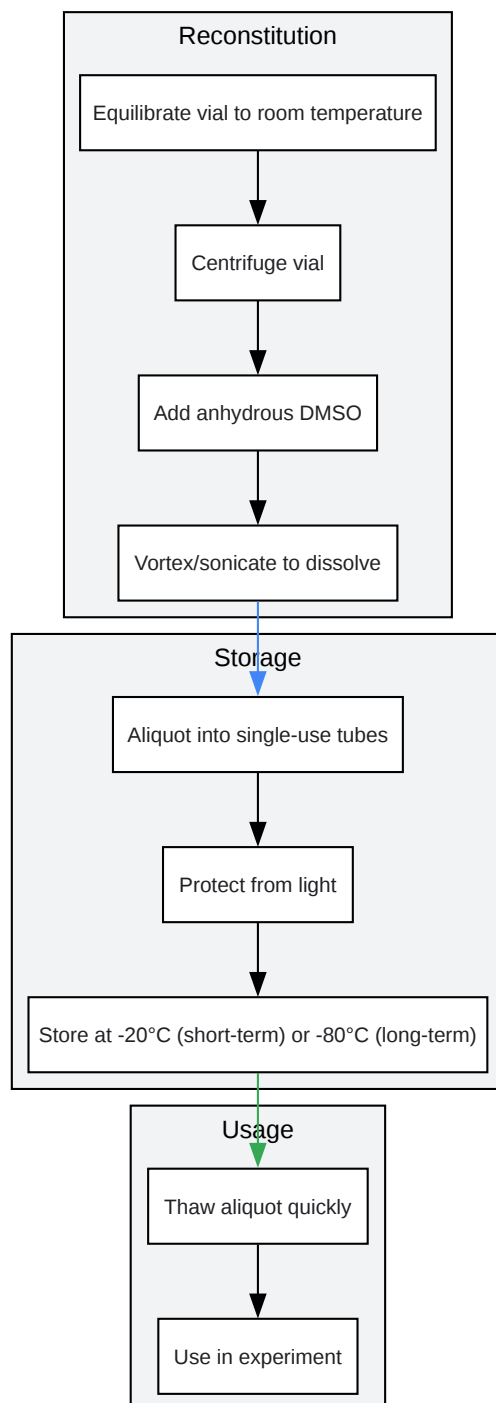 Reconstitution
Equilibrate vial to room temperature
Centrifuge vial
Add anhydrous DMSO
Vortex/sonicate to dissolve
Storage
Aliquot into single-use tubes
Protect from light
Store at -20°C (short-term) or -80°C (long-term)
Usage
Thaw aliquot quickly
Use in experiment